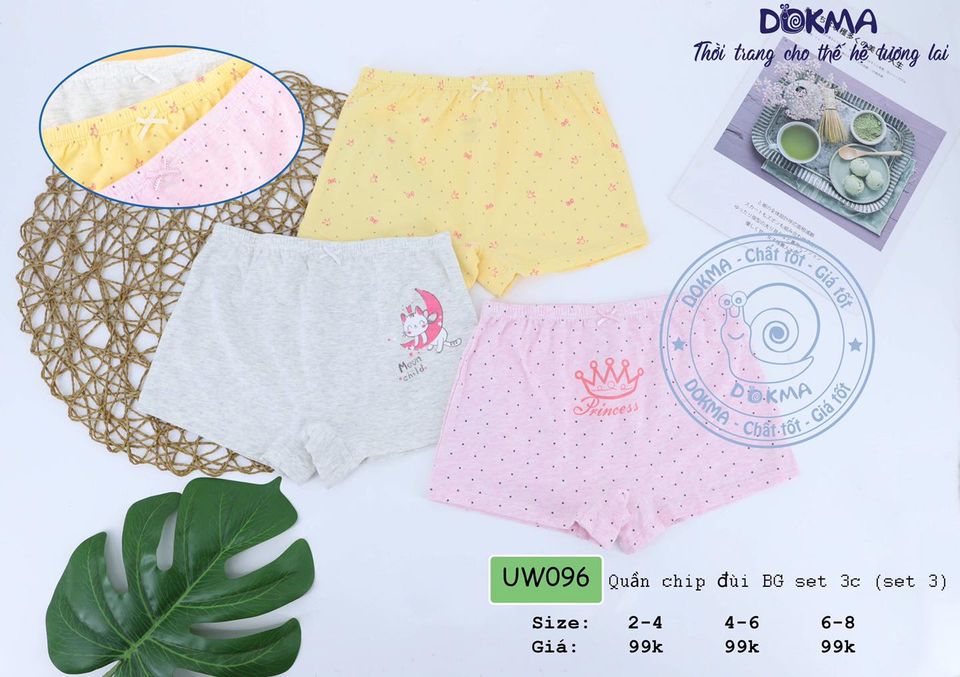 DOKMA
Thời trang cho thế hệ tương lai
DOKMA - Chất tốt - Giá tốt
DOKMA
DOKMA - Chất tốt - Giá tốt
Moon child
Princess
UW096
Quần chip đùi BG set 3c (set 3)
Size: 2-4 4-6 6-8
Giá: 99k 99k 99k